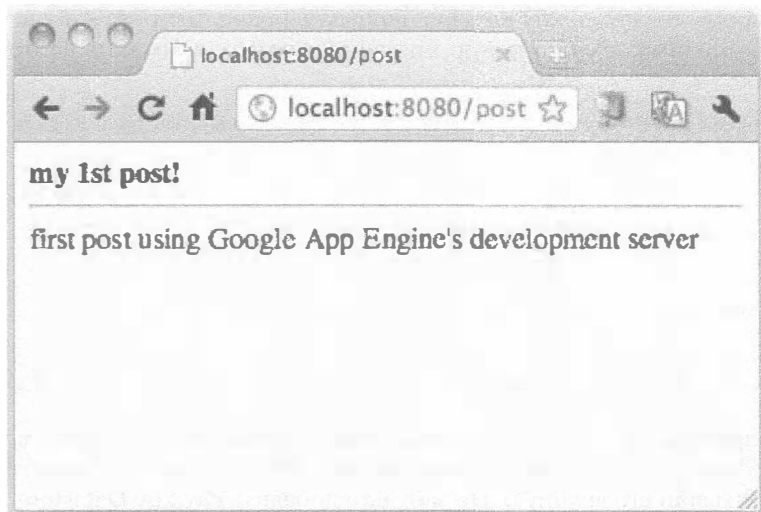 localhost:8080/post
localhost:8080/post
my 1st post!
first post using Google App Engine's development server